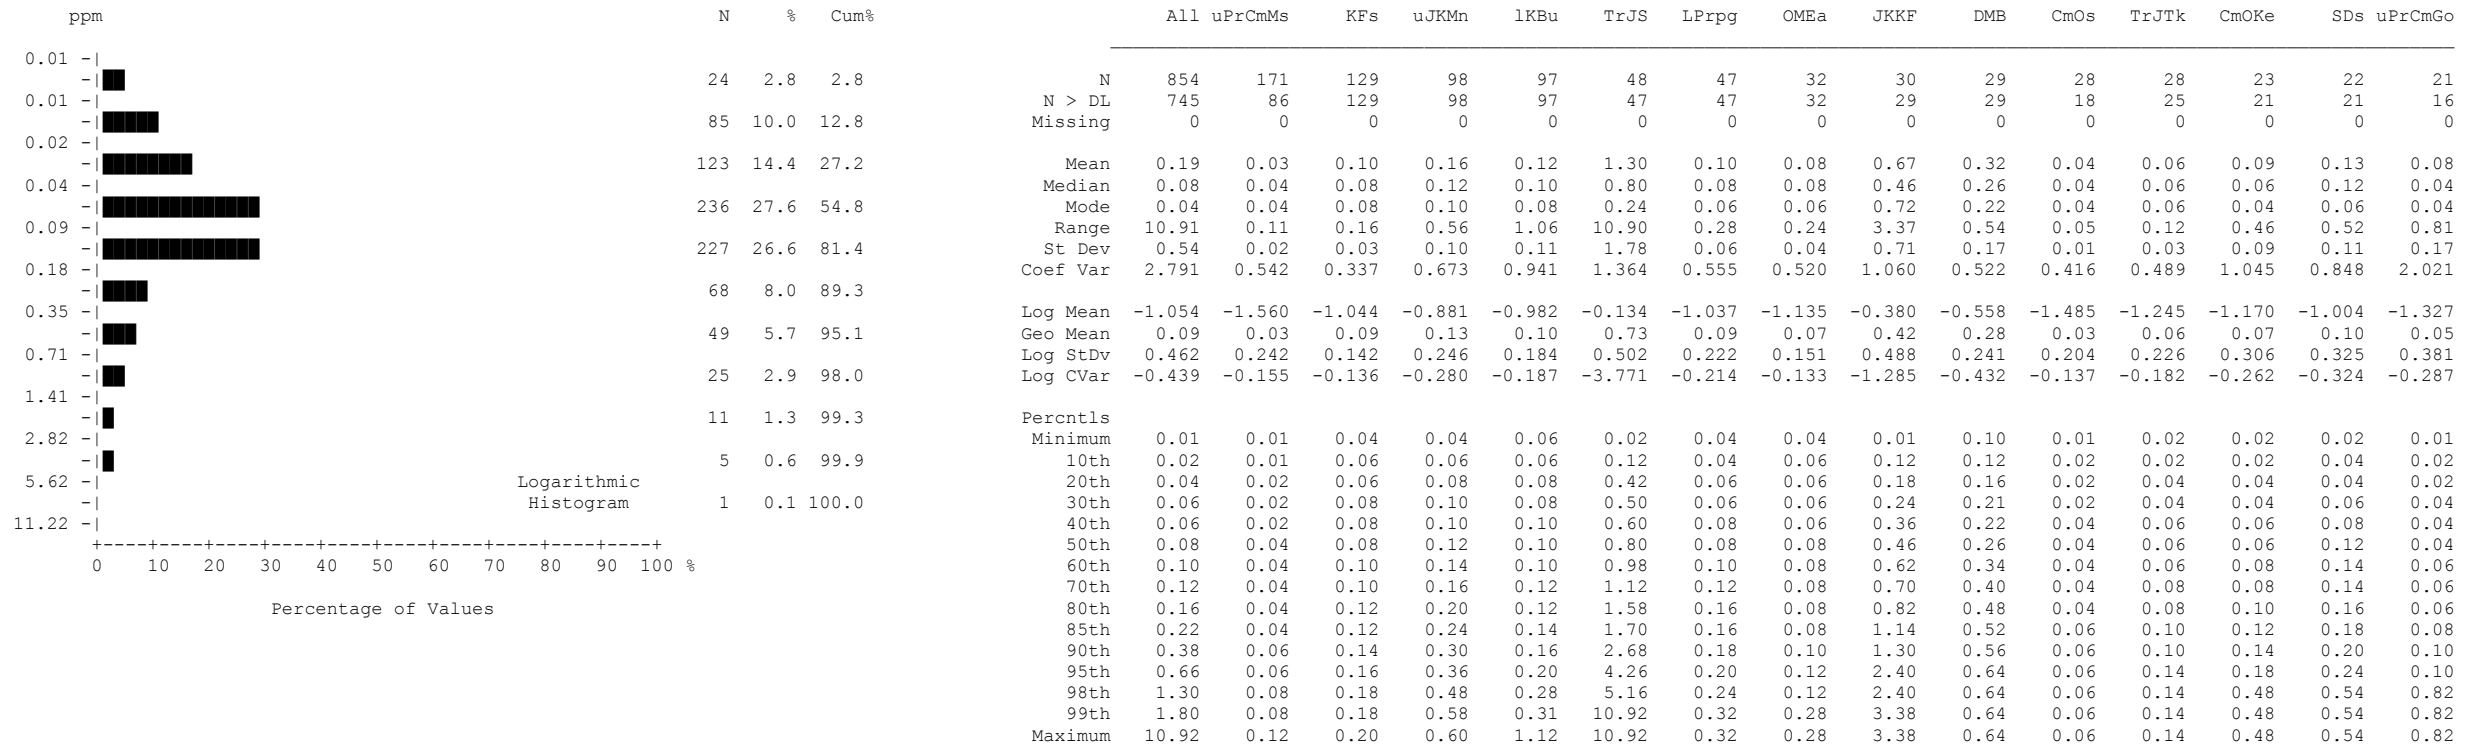 ppm N % Cum% All uPrCmMs KFs uJKMn lKBu TrJS LPrpg OMEa JKKF DMB CmOs TrJTk CmOKe SDs uPrCmGo
0.01 -|
-| 24 2.8 2.8 N 854 171 129 98 97 48 47 32 30 29 28 28 23 22 21
0.01 -| N > DL 745 86 129 98 97 47 47 32 29 29 18 25 21 21 16
-| 85 10.0 12.8 Missing 0 0 0 0 0 0 0 0 0 0 0 0 0 0 0
0.02 -|
-| 123 14.4 27.2 Mean 0.19 0.03 0.10 0.16 0.12 1.30 0.10 0.08 0.67 0.32 0.04 0.06 0.09 0.13 0.08
0.04 -| Median 0.08 0.04 0.08 0.12 0.10 0.80 0.08 0.08 0.46 0.26 0.04 0.06 0.06 0.12 0.04
-| 236 27.6 54.8 Mode 0.04 0.04 0.08 0.10 0.08 0.24 0.06 0.06 0.72 0.22 0.04 0.06 0.04 0.06 0.04
0.09 -| Range 10.91 0.11 0.16 0.56 1.06 10.90 0.28 0.24 3.37 0.54 0.05 0.12 0.46 0.52 0.81
-| 227 26.6 81.4 St Dev 0.54 0.02 0.03 0.10 0.11 1.78 0.06 0.04 0.71 0.17 0.01 0.03 0.09 0.11 0.17
0.18 -| Coef Var 2.791 0.542 0.337 0.673 0.941 1.364 0.555 0.520 1.060 0.522 0.416 0.489 1.045 0.848 2.021
-| 68 8.0 89.3
0.35 -| Log Mean -1.054 -1.560 -1.044 -0.881 -0.982 -0.134 -1.037 -1.135 -0.380 -0.558 -1.485 -1.245 -1.170 -1.004 -1.327
-| 49 5.7 95.1 Geo Mean 0.09 0.03 0.09 0.13 0.10 0.73 0.09 0.07 0.42 0.28 0.03 0.06 0.07 0.10 0.05
0.71 -| Log StDv 0.462 0.242 0.142 0.246 0.184 0.502 0.222 0.151 0.488 0.241 0.204 0.226 0.306 0.325 0.381
-| 25 2.9 98.0 Log CVar -0.439 -0.155 -0.136 -0.280 -0.187 -3.771 -0.214 -0.133 -1.285 -0.432 -0.137 -0.182 -0.262 -0.324 -0.287
1.41 -|
-| 11 1.3 99.3 Percntls
2.82 -| Minimum 0.01 0.01 0.04 0.04 0.06 0.02 0.04 0.04 0.01 0.10 0.01 0.02 0.02 0.02 0.01
-| 5 0.6 99.9 10th 0.02 0.01 0.06 0.06 0.06 0.12 0.04 0.06 0.12 0.12 0.02 0.02 0.02 0.04 0.02
5.62 -| Logarithmic 20th 0.04 0.02 0.06 0.08 0.08 0.42 0.06 0.06 0.18 0.16 0.02 0.04 0.04 0.04 0.02
-| Histogram 1 0.1 100.0 30th 0.06 0.02 0.08 0.10 0.08 0.50 0.06 0.06 0.24 0.21 0.02 0.04 0.04 0.06 0.04
11.22 -| 40th 0.06 0.02 0.08 0.10 0.10 0.60 0.08 0.06 0.36 0.22 0.04 0.06 0.06 0.08 0.04
+----+----+----+----+----+----+----+----+----+----+ 50th 0.08 0.04 0.08 0.12 0.10 0.80 0.08 0.08 0.46 0.26 0.04 0.06 0.06 0.12 0.04
0 10 20 30 40 50 60 70 80 90 100 % 60th 0.10 0.04 0.10 0.14 0.10 0.98 0.10 0.08 0.62 0.34 0.04 0.06 0.08 0.14 0.06
70th 0.12 0.04 0.10 0.16 0.12 1.12 0.12 0.08 0.70 0.40 0.04 0.08 0.08 0.14 0.06
Percentage of Values 80th 0.16 0.04 0.12 0.20 0.12 1.58 0.16 0.08 0.82 0.48 0.04 0.08 0.10 0.16 0.06
85th 0.22 0.04 0.12 0.24 0.14 1.70 0.16 0.08 1.14 0.52 0.06 0.10 0.12 0.18 0.08
90th 0.38 0.06 0.14 0.30 0.16 2.68 0.18 0.10 1.30 0.56 0.06 0.10 0.14 0.20 0.10
95th 0.66 0.06 0.16 0.36 0.20 4.26 0.20 0.12 2.40 0.64 0.06 0.14 0.18 0.24 0.10
98th 1.30 0.08 0.18 0.48 0.28 5.16 0.24 0.12 2.40 0.64 0.06 0.14 0.48 0.54 0.82
99th 1.80 0.08 0.18 0.58 0.31 10.92 0.32 0.28 3.38 0.64 0.06 0.14 0.48 0.54 0.82
Maximum 10.92 0.12 0.20 0.60 1.12 10.92 0.32 0.28 3.38 0.64 0.06 0.14 0.48 0.54 0.82